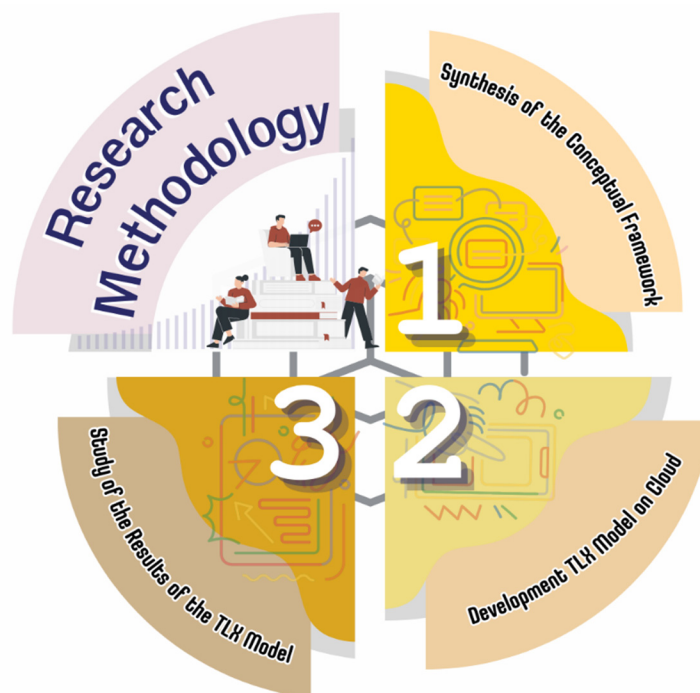 Research
Methodology
1
Synthesis of the Conceptual Framework
2
Development TLX Model on Cloud
3
Study of the Results of the TLX Model